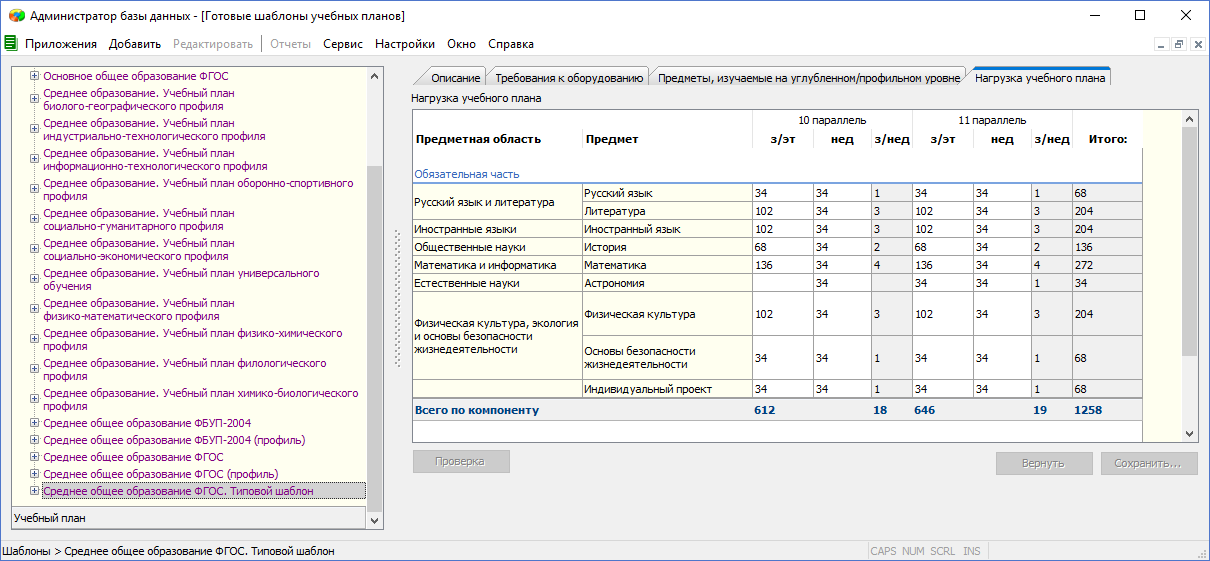 Администратор базы данных - [Готовые шаблоны учебных планов]
Приложения Добавить Редактировать Отчеты Сервис Настройки Окно Справка
Основное общее образование ФГОС
Среднее образование. Учебный план
биолого-географического профиля
Среднее образование. Учебный план
индустриально-технологического профиля
Среднее образование. Учебный план
информационно-технологического профиля
Среднее образование. Учебный план оборонно-спортивного
профиля
Среднее образование. Учебный план
социально-гуманитарного профиля
Среднее образование. Учебный план
социально-экономического профиля
Среднее образование. Учебный план универсального
обучения
Среднее образование. Учебный план
физико-математического профиля
Среднее образование. Учебный план физико-химического
профиля
Среднее образование. Учебный план филологического
профиля
Среднее образование. Учебный план химико-биологического
профиля
Среднее общее образование ФБУП-2004
Среднее общее образование ФБУП-2004 (профиль)
Среднее общее образование ФГОС
Среднее общее образование ФГОС (профиль)
Среднее общее образование ФГОС. Типовой шаблон
Учебный план
Описание Требования к оборудованию Предметы, изучаемые на углубленном/профильном уровне Нагрузка учебного плана
Нагрузка учебного плана
10 параллель 11 параллель
Предметная область Предмет з/эт нед з/нед з/эт нед з/нед Итого:
Обязательная часть
Русский язык и литература Русский язык 34 34 1 34 34 1 68
Литература 102 34 3 102 34 3 204
Иностранные языки Иностранный язык 102 34 3 102 34 3 204
Общественные науки История 68 34 2 68 34 2 136
Математика и информатика Математика 136 34 4 136 34 4 272
Естественные науки Астрономия 34 34 34 1 34
Физическая культура, экология
и основы безопасности
жизнедеятельности
Физическая культура 102 34 3 102 34 3 204
Основы безопасности
жизнедеятельности 34 34 1 34 34 1 68
Индивидуальный проект 34 34 1 34 34 1 68
Всего по компоненту 612 18 646 19 1258
Проверка Вернуть Сохранить...
Шаблоны > Среднее общее образование ФГОС. Типовой шаблон CAPS NUM SCRL INS